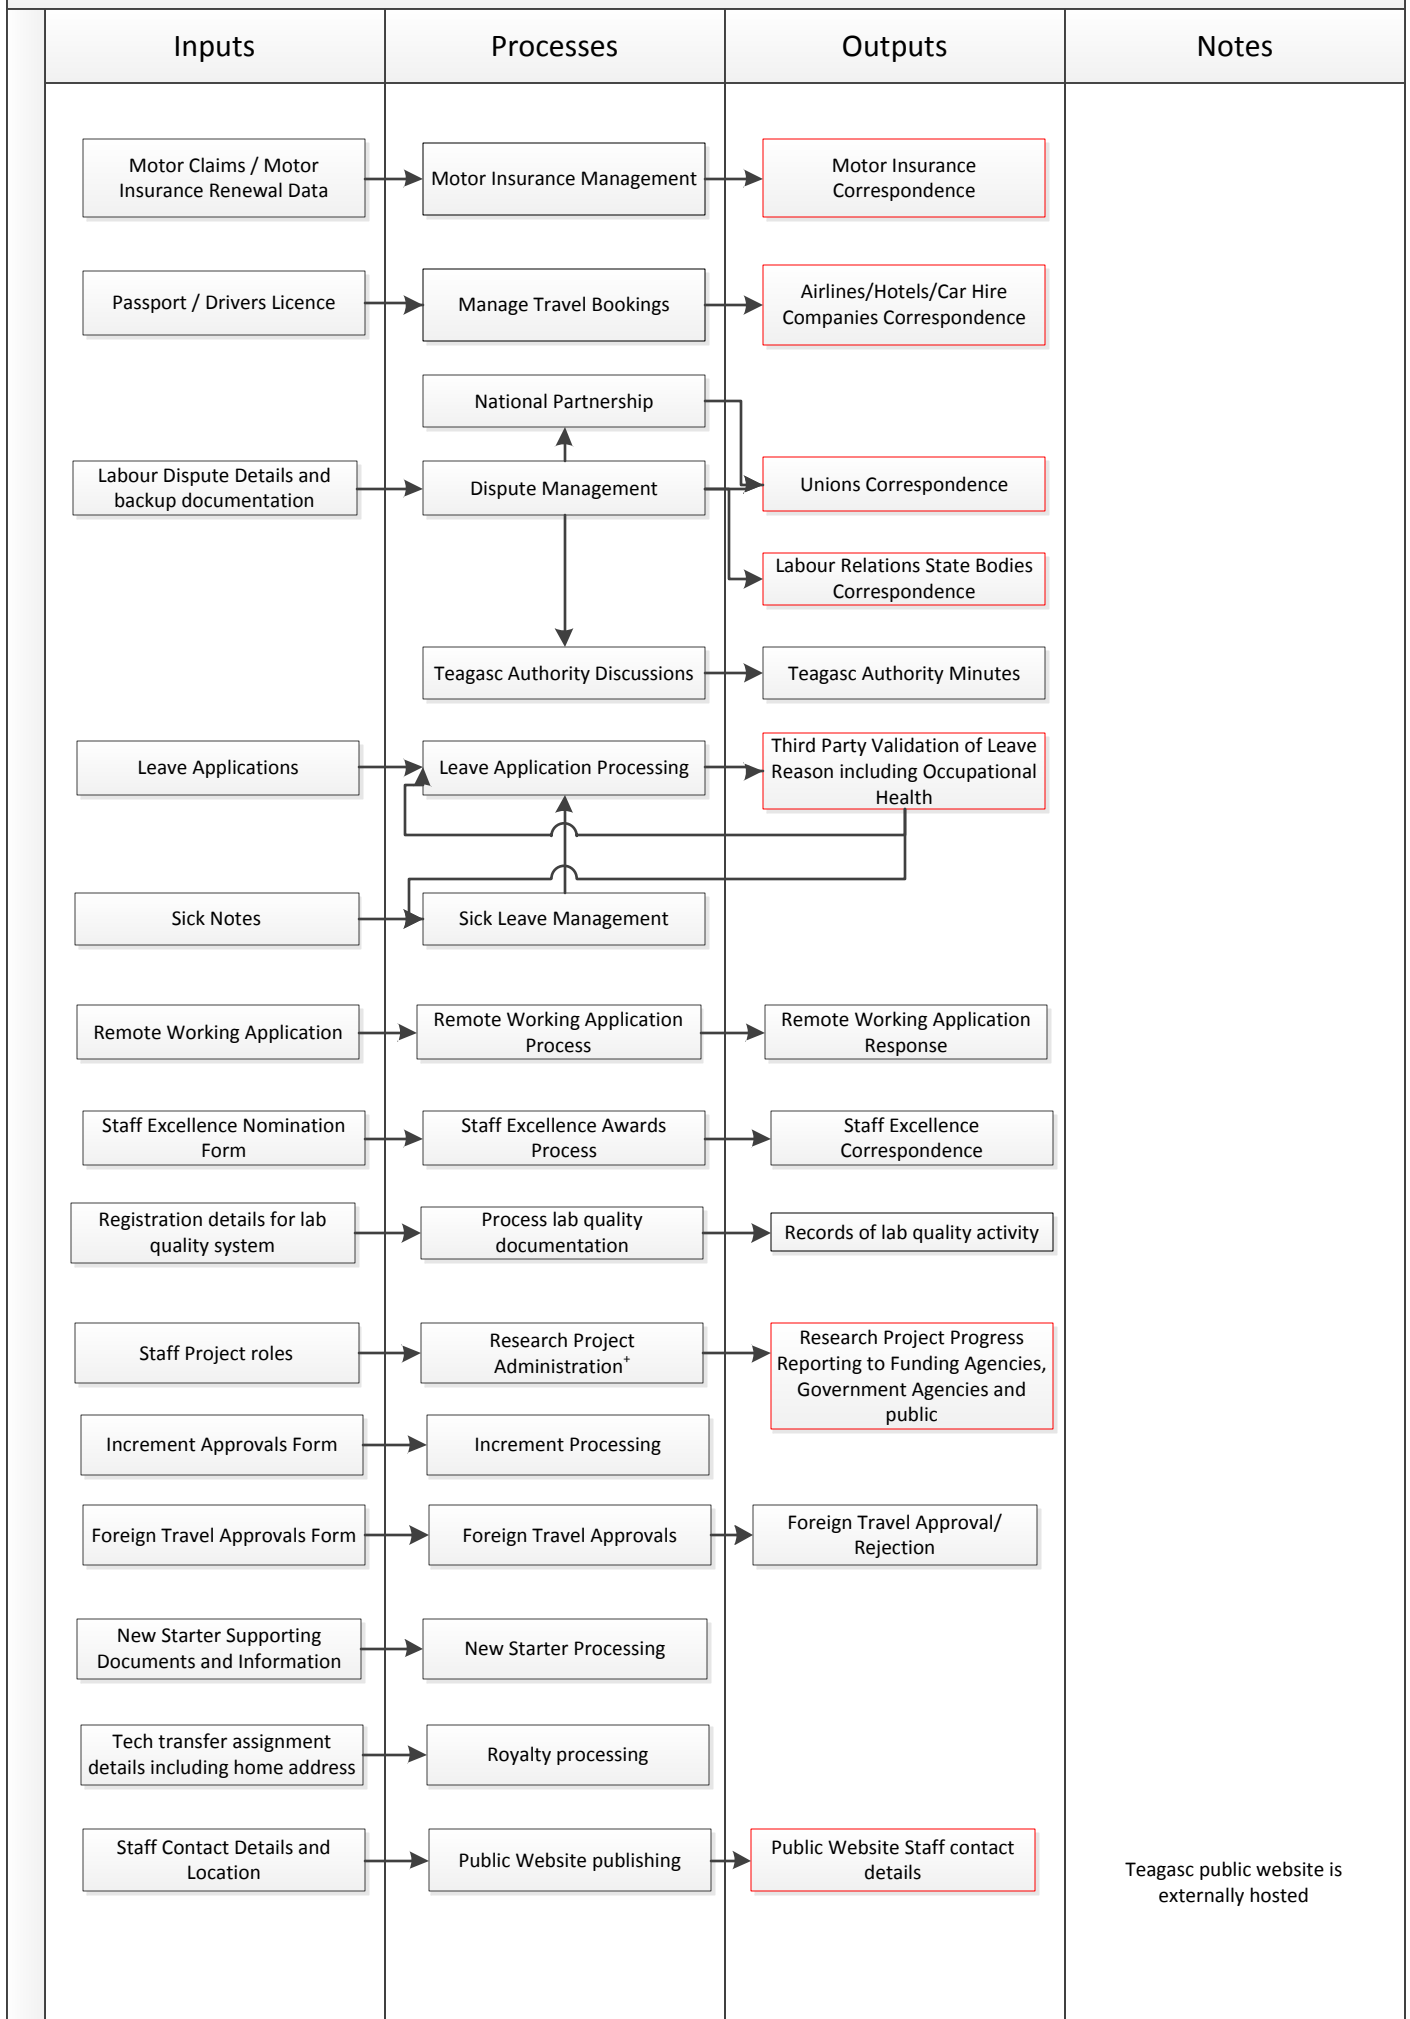 Inputs
Processes
Outputs
Notes
Motor Claims / Motor
Insurance Renewal Data
Motor Insurance Management
Motor Insurance
Correspondence
Passport / Drivers Licence
Manage Travel Bookings
Airlines/Hotels/Car Hire
Companies Correspondence
National Partnership
Labour Dispute Details and
backup documentation
Dispute Management
Unions Correspondence
Labour Relations State Bodies
Correspondence
Teagasc Authority Discussions
Teagasc Authority Minutes
Leave Applications
Leave Application Processing
Third Party Validation of Leave
Reason including Occupational
Health
Sick Notes
Sick Leave Management
Remote Working Application
Remote Working Application
Process
Remote Working Application
Response
Staff Excellence Nomination
Form
Staff Excellence Awards
Process
Staff Excellence
Correspondence
Registration details for lab
quality system
Process lab quality
documentation
Records of lab quality activity
Staff Project roles
Research Project
Administration⁺
Research Project Progress
Reporting to Funding Agencies,
Government Agencies and
public
Increment Approvals Form
Increment Processing
Foreign Travel Approvals Form
Foreign Travel Approvals
Foreign Travel Approval/
Rejection
New Starter Supporting
Documents and Information
New Starter Processing
Tech transfer assignment
details including home address
Royalty processing
Staff Contact Details and
Location
Public Website publishing
Public Website Staff contact
details
Teagasc public website is
externally hosted